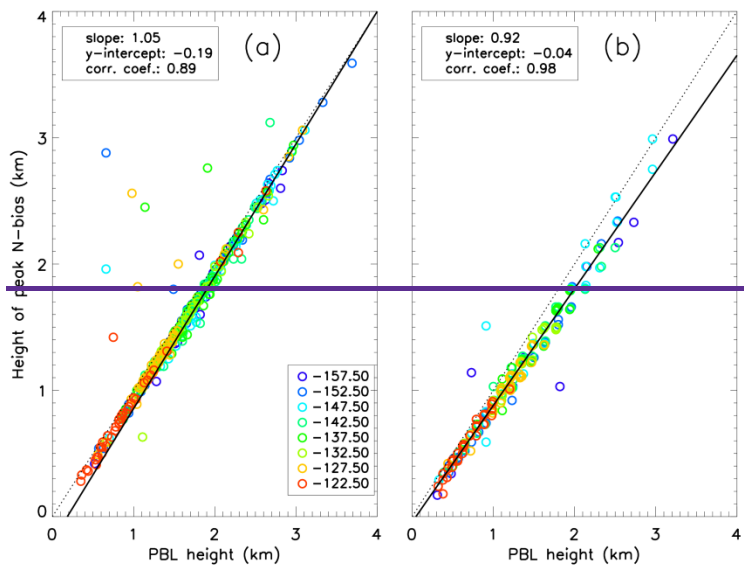 slope: 1.05
y-intercept: −0.19
corr. coef.: 0.89
(a)
slope: 0.92
y-intercept: −0.04
corr. coef.: 0.98
(b)
Height of peak N-bias (km)
4
3
2
1
0
−157.50
−152.50
−147.50
−142.50
−137.50
−132.50
−127.50
−122.50
0 1 2 3 4
0 1 2 3 4
PBL height (km)
PBL height (km)